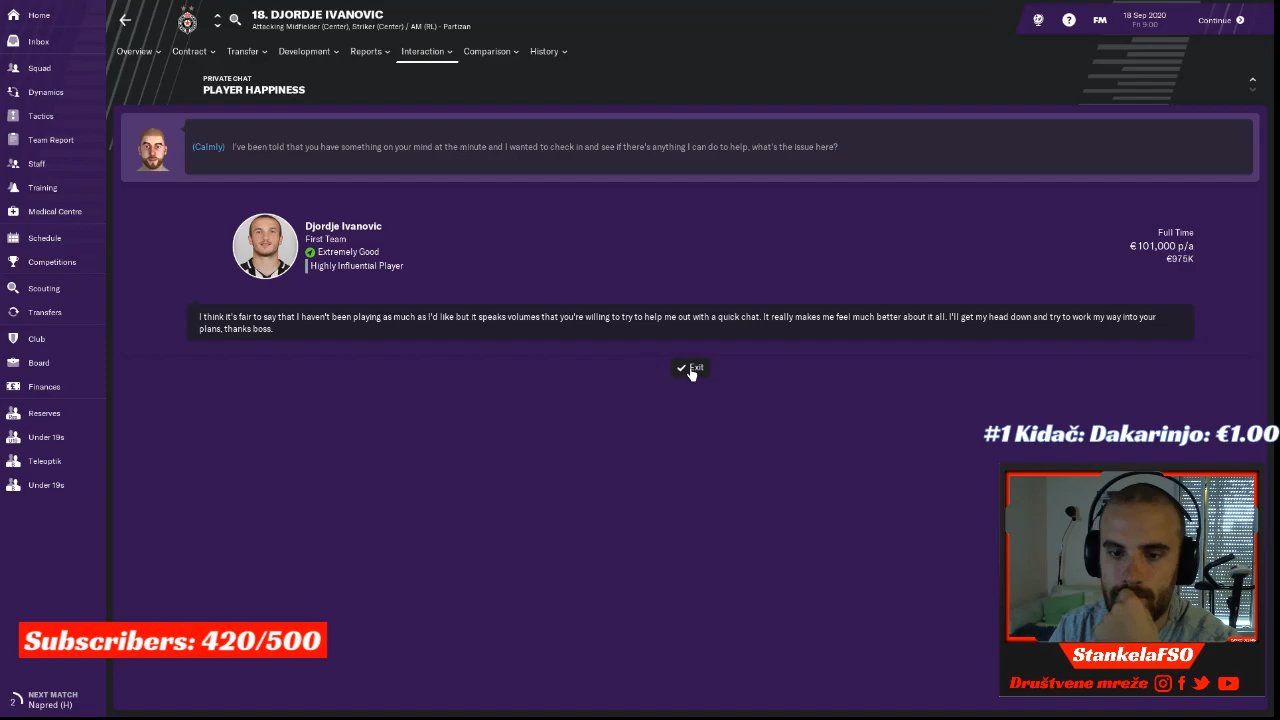 Home
Inbox
Squad
Dynamics
Tactics
Team Report
Staff
Training
Medical Centre
Schedule
Competitions
Scouting
Transfers
Club
Board
Finances
Reserves
Under 19s
Teleoptik
Under 19s
2
NEXT MATCH
Napred (H)
18. DJORDJE IVANOVIC
Attacking Midfielder (Center), Striker (Center) / AM (RL) - Partizan
FM
18 Sep 2020
Fri 9:00
Continue
Overview
Contract
Transfer
Development
Reports
Interaction
Comparison
History
PRIVATE CHAT
PLAYER HAPPINESS
(Calmly) I've been told that you have something on your mind at the minute and I wanted to check in and see if there's anything I can do to help, what's the issue here?
Djordje Ivanovic
First Team
Extremely Good
Highly Influential Player
Full Time
€101,000 p/a
€975K
I think it's fair to say that I haven't been playing as much as I'd like but it speaks volumes that you're willing to try to help me out with a quick chat. It really makes me feel much better about it all. I'll get my head down and try to work my way into your
plans, thanks boss.
Exit
#1 Kidač: Dakarinjo: €1.00
Subscribers: 420/500
StankelaFSO
Društvene mreže